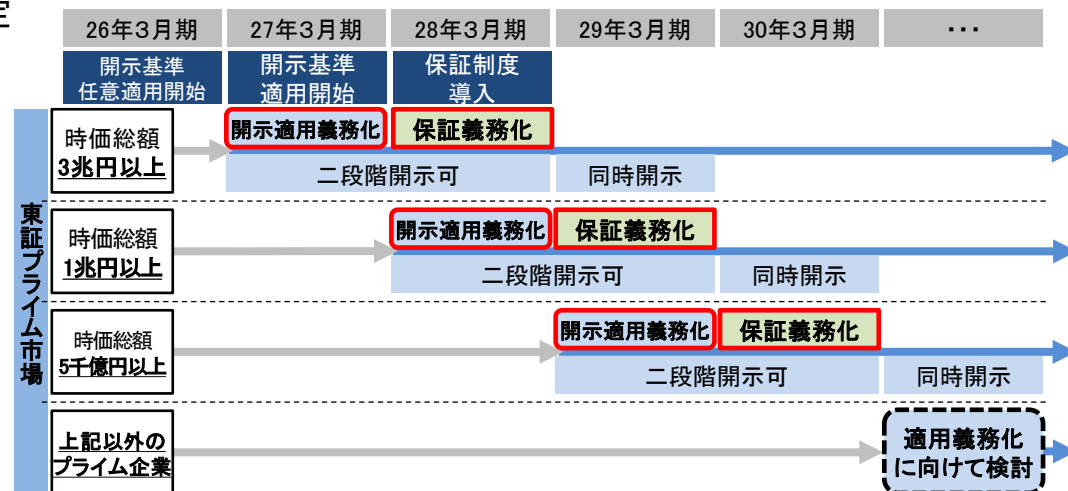 定
26年3月期
27年3月期
28年3月期
29年3月期
30年3月期
・・・
開示基準
任意適用開始
開示基準
適用開始
保証制度
導入
東証プライム市場
時価総額
3兆円以上
開示適用義務化
保証義務化
二段階開示可
同時開示
時価総額
1兆円以上
開示適用義務化
保証義務化
二段階開示可
同時開示
時価総額
5千億円以上
開示適用義務化
保証義務化
二段階開示可
同時開示
上記以外の
プライム企業
適用義務化
に向けて検討